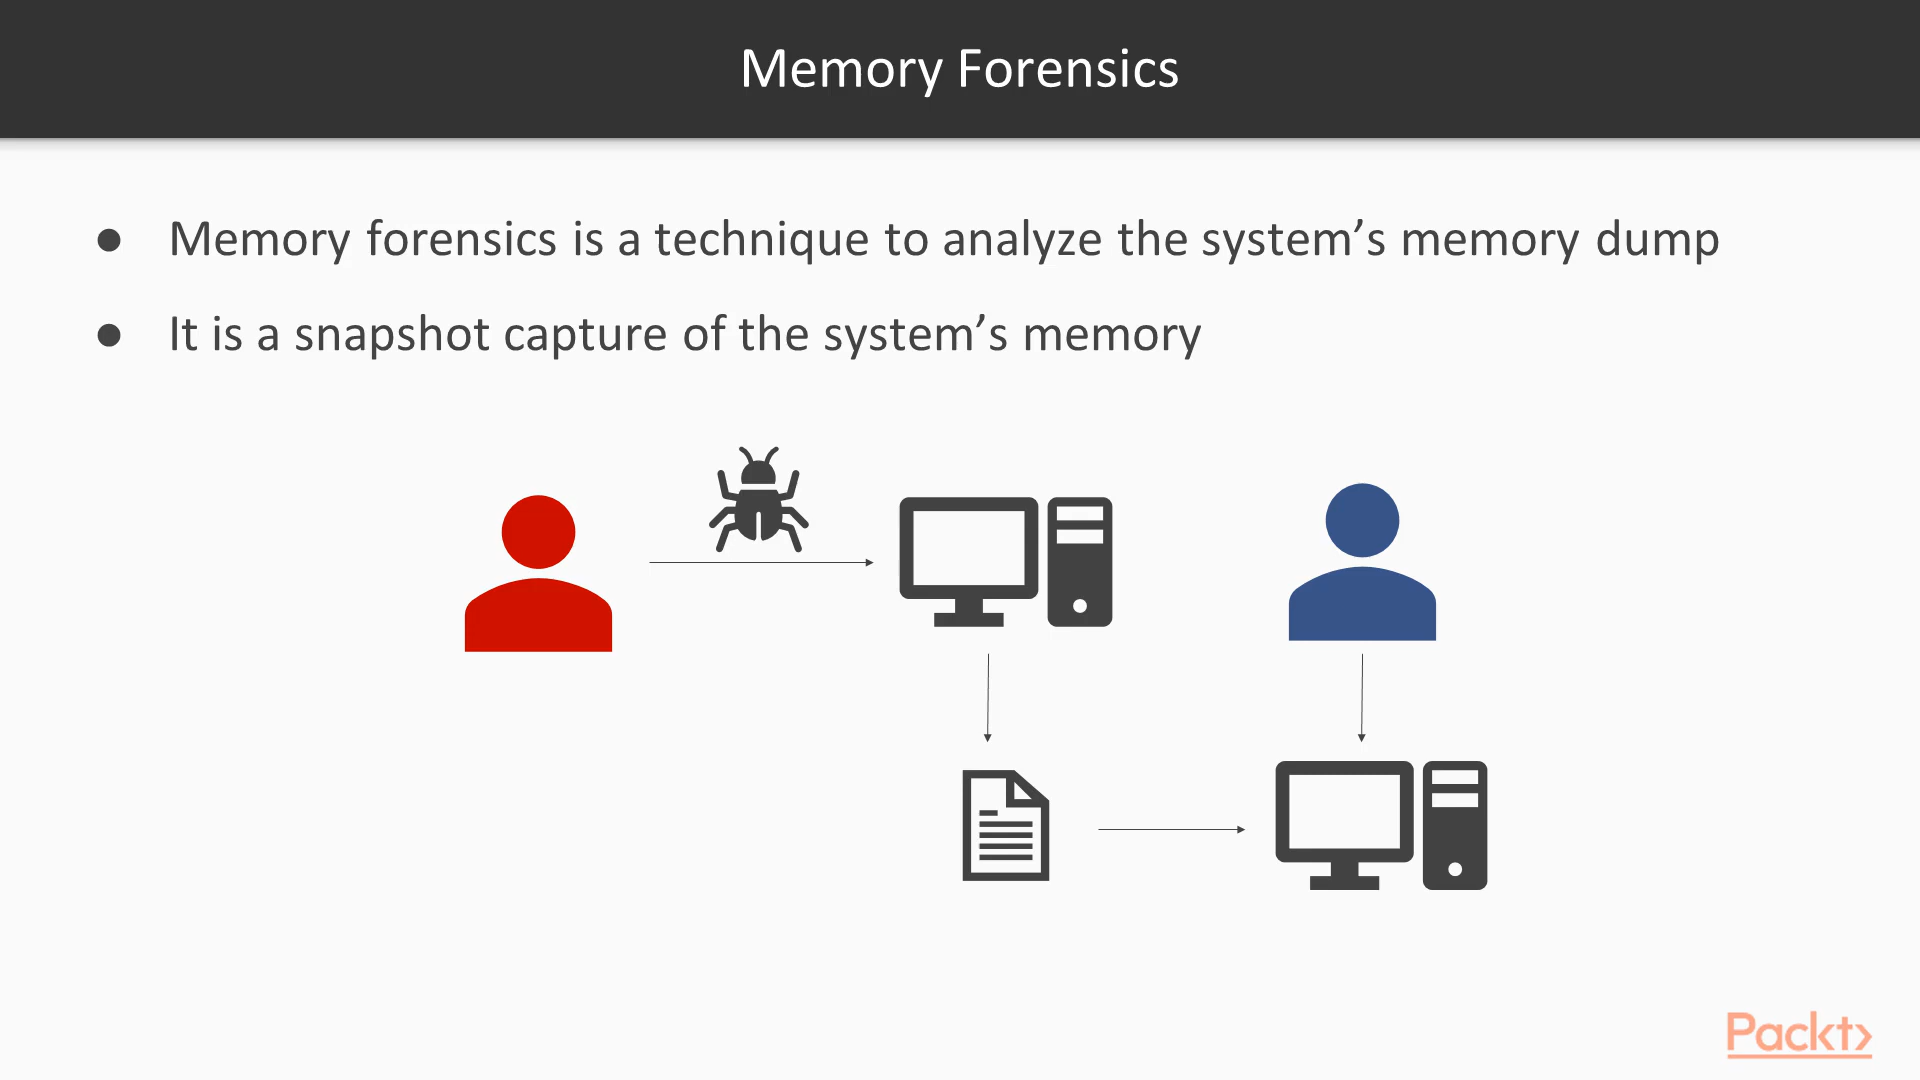 Memory Forensics
● Memory forensics is a technique to analyze the system’s memory dump
● It is a snapshot capture of the system’s memory
Packt>